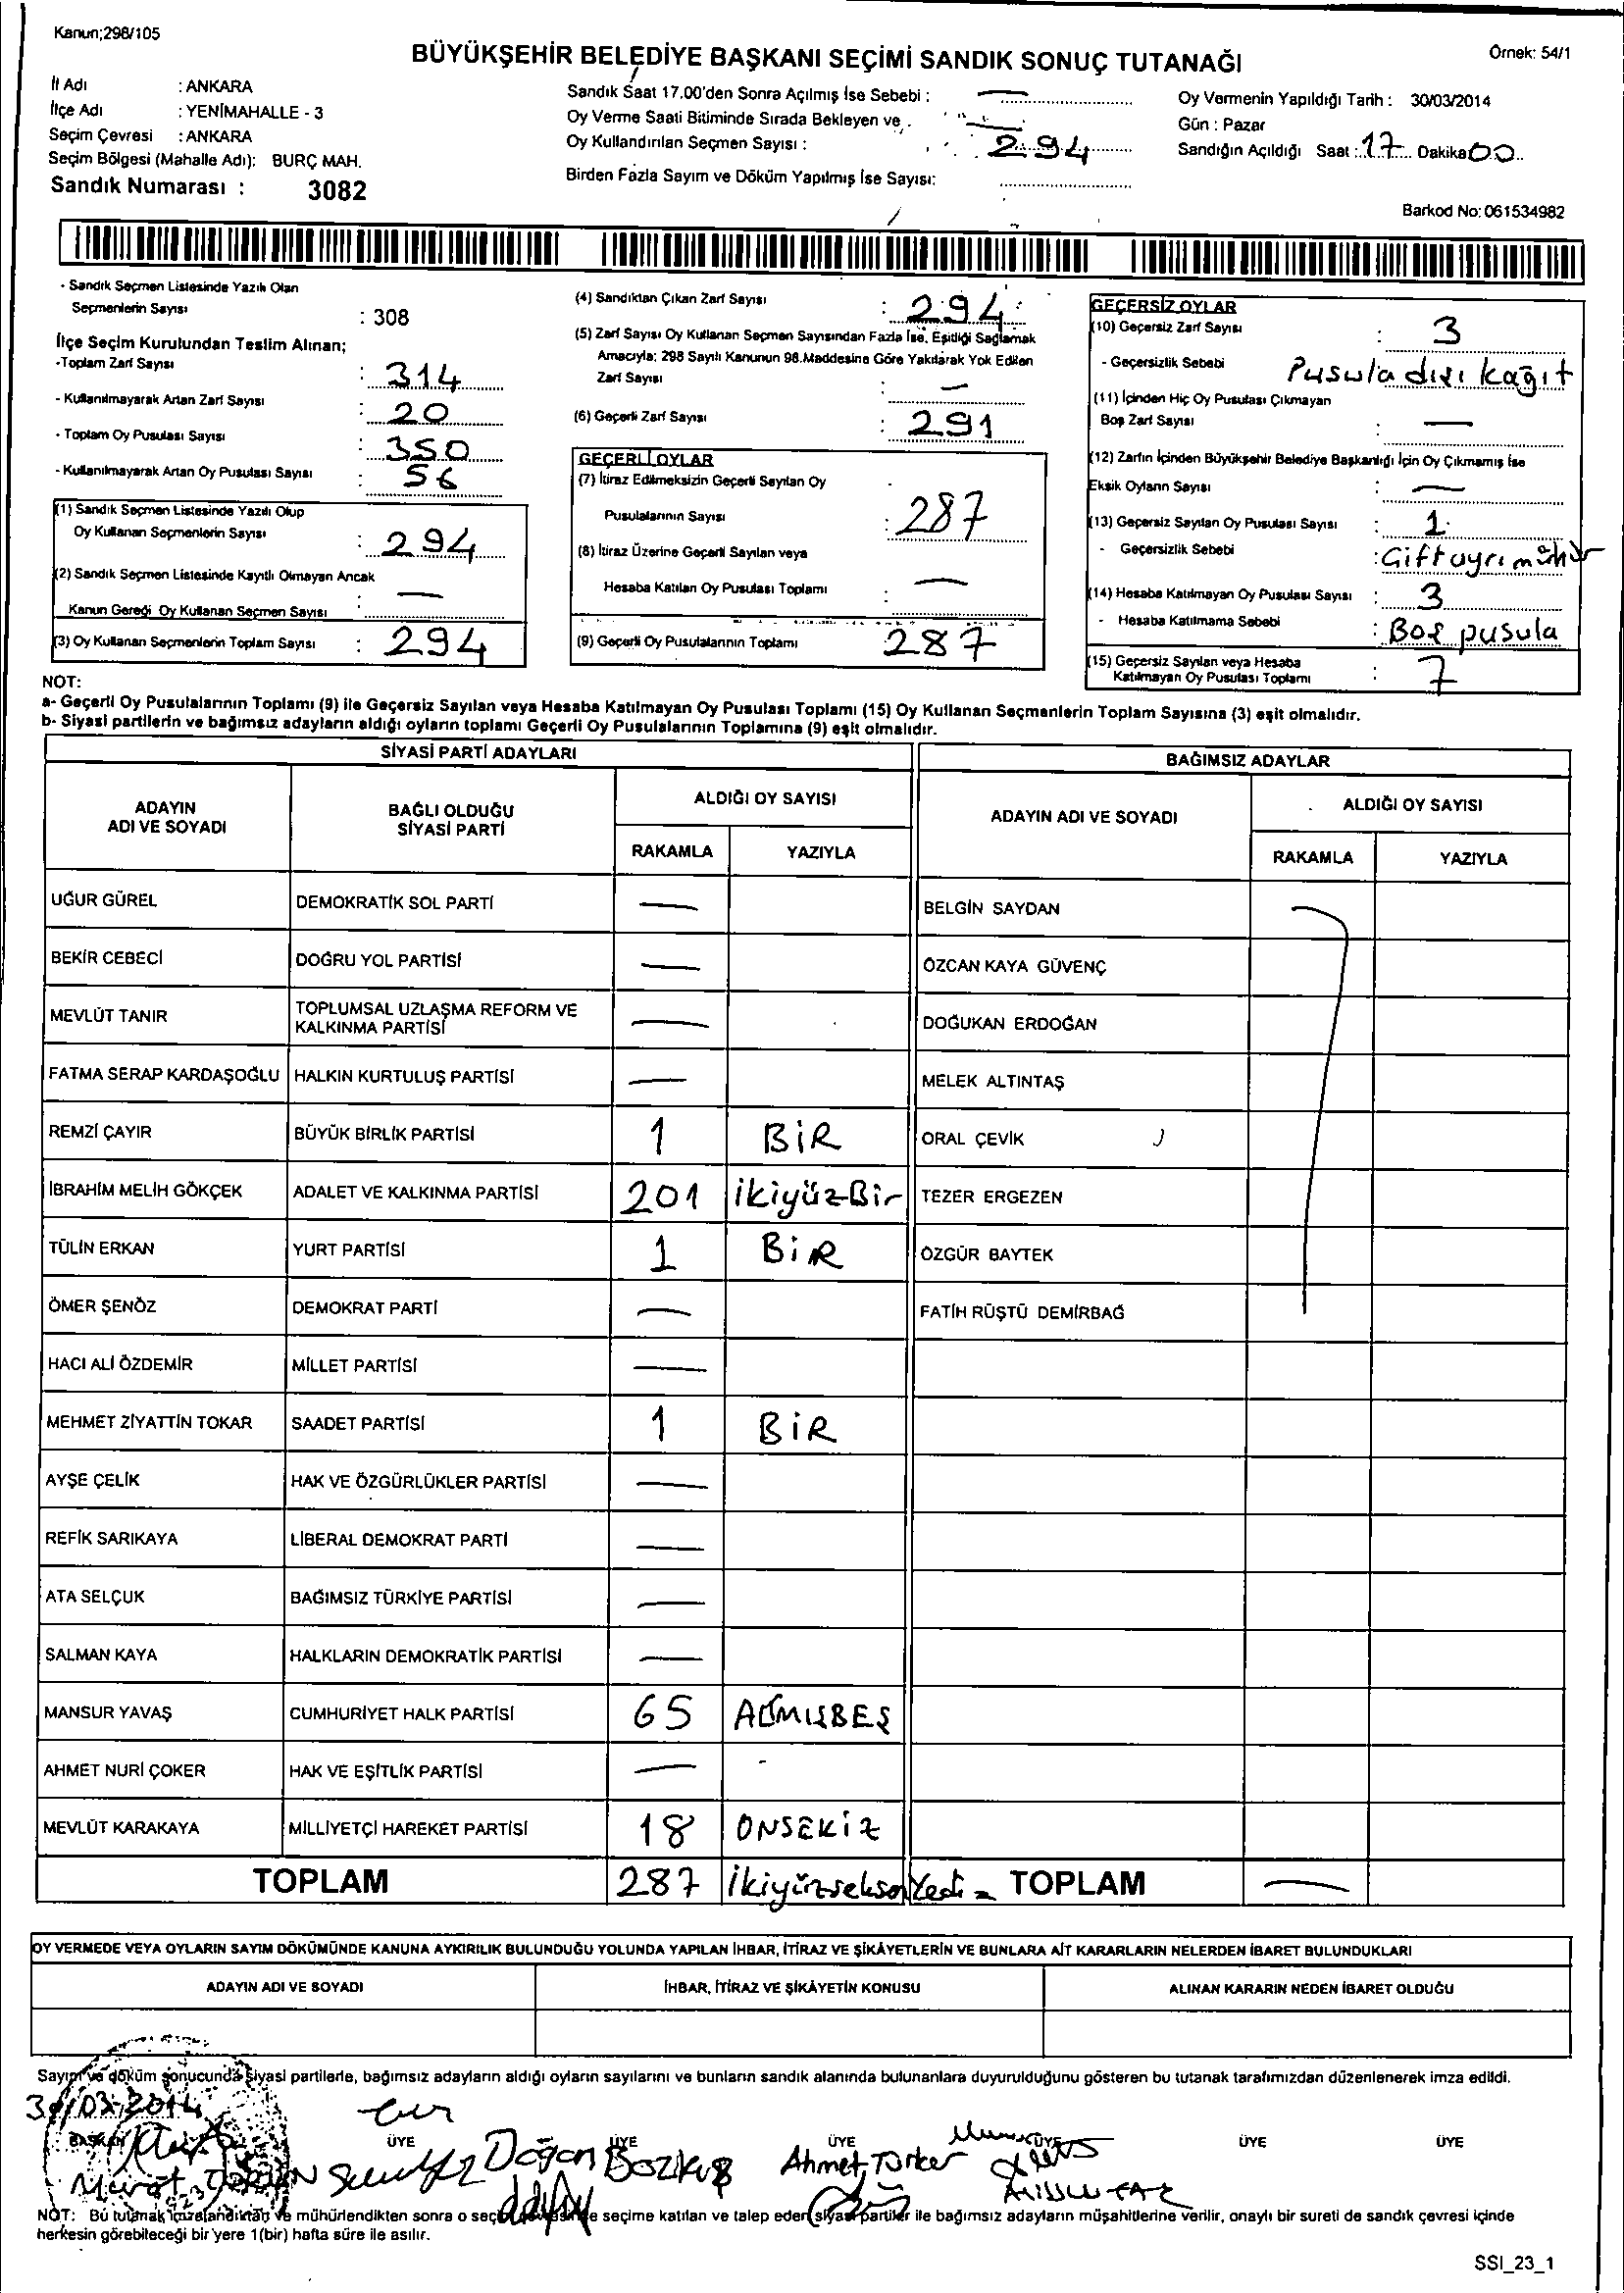 Kanun;298/105
BÜYÜKŞEHİR BELEDİYE BAŞKANI SEÇİMİ SANDIK SONUÇ TUTANAĞI
Örnek: 54/1
İl Adı : ANKARA
İlçe Adı : YENİMAHALLE - 3
Seçim Çevresi : ANKARA
Seçim Bölgesi (Mahalle Adı): BURÇ MAH.
Sandık Numarası : 3082
Sandık Saat 17.00'den Sonra Açılmış İse Sebebi : —
Oy Verme Saati Bitiminde Sırada Bekleyen ve
Oy Kullandırılan Seçmen Sayısı : 294
Birden Fazla Sayım ve Döküm Yapılmış İse Sayısı:
Oy Vermenin Yapıldığı Tarih : 30/03/2014
Gün : Pazar
Sandığın Açıldığı Saat : 17 Dakika 00
Barkod No: 061534982
- Sandık Seçmen Listesinde Yazılı Olan
Seçmenlerin Sayısı : 308
İlçe Seçim Kurulundan Teslim Alınan;
-Toplam Zarf Sayısı : 314
- Kullanılmayarak Artan Zarf Sayısı : 20
- Toplam Oy Pusulası Sayısı : 350
- Kullanılmayarak Artan Oy Pusulası Sayısı : 56
(1) Sandık Seçmen Listesinde Yazılı Olup
Oy Kullanan Seçmenlerin Sayısı : 294
(2) Sandık Seçmen Listesinde Kayıtlı Olmayan Ancak
Kanun Gereği Oy Kullanan Seçmen Sayısı : —
(3) Oy Kullanan Seçmenlerin Toplam Sayısı : 294
(4) Sandıktan Çıkan Zarf Sayısı : 294
(5) Zarf Sayısı Oy Kullanan Seçmen Sayısından Fazla İse, Eşitliği Sağlamak
Amacıyla: 298 Sayılı Kanunun 98.Maddesine Göre Yakılarak Yok Edilen
Zarf Sayısı : —
(6) Geçerli Zarf Sayısı : 291
GEÇERLİ OYLAR
(7) İtiraz Edilmeksizin Geçerli Sayılan Oy
Pusulalarının Sayısı : 287
(8) İtiraz Üzerine Geçerli Sayılan veya
Hesaba Katılan Oy Pusulası Toplamı : —
(9) Geçerli Oy Pusulalarının Toplamı : 287
GEÇERSİZ OYLAR
(10) Geçersiz Zarf Sayısı : 3
- Geçersizlik Sebebi Pusula dışı kağıt
(11) İçinden Hiç Oy Pusulası Çıkmayan
Boş Zarf Sayısı : —
(12) Zarfın İçinden Büyükşehir Belediye Başkanlığı İçin Oy Çıkmamış İse
Eksik Oyların Sayısı : —
(13) Geçersiz Sayılan Oy Pusulası Sayısı : 1
- Geçersizlik Sebebi : Çift ayrı mühür
(14) Hesaba Katılmayan Oy Pusulası Sayısı : 3
- Hesaba Katılmama Sebebi : Boş pusula
(15) Geçersiz Sayılan veya Hesaba
Katılmayan Oy Pusulası Toplamı : 7
NOT:
a- Geçerli Oy Pusulalarının Toplamı (9) ile Geçersiz Sayılan veya Hesaba Katılmayan Oy Pusulası Toplamı (15) Oy Kullanan Seçmenlerin Toplam Sayısına (3) eşit olmalıdır.
b- Siyasi partilerin ve bağımsız adayların aldığı oyların toplamı Geçerli Oy Pusulalarının Toplamına (9) eşit olmalıdır.
SİYASİ PARTİ ADAYLARI
BAĞIMSIZ ADAYLAR
ADAYIN
ADI VE SOYADI
BAĞLI OLDUĞU
SİYASİ PARTİ
ALDIĞI OY SAYISI
RAKAMLA YAZIYLA
ADAYIN ADI VE SOYADI
ALDIĞI OY SAYISI
RAKAMLA YAZIYLA
UĞUR GÜREL DEMOKRATİK SOL PARTİ — BELGİN SAYDAN
BEKİR CEBECİ DOĞRU YOL PARTİSİ — ÖZCAN KAYA GÜVENÇ
MEVLÜT TANIR TOPLUMSAL UZLAŞMA REFORM VE
KALKINMA PARTİSİ — DOĞUKAN ERDOĞAN
FATMA SERAP KARDAŞOĞLU HALKIN KURTULUŞ PARTİSİ — MELEK ALTINTAŞ
REMZİ ÇAYIR BÜYÜK BİRLİK PARTİSİ 1 BİR ORAL ÇEVİK
İBRAHİM MELİH GÖKÇEK ADALET VE KALKINMA PARTİSİ 201 ikiyüzBir TEZER ERGEZEN
TÜLİN ERKAN YURT PARTİSİ 1 BiR ÖZGÜR BAYTEK
ÖMER ŞENÖZ DEMOKRAT PARTİ — FATİH RÜŞTÜ DEMİRBAĞ
HACI ALİ ÖZDEMİR MİLLET PARTİSİ —
MEHMET ZİYATTİN TOKAR SAADET PARTİSİ 1 BİR
AYŞE ÇELİK HAK VE ÖZGÜRLÜKLER PARTİSİ —
REFİK SARIKAYA LİBERAL DEMOKRAT PARTİ —
ATA SELÇUK BAĞIMSIZ TÜRKİYE PARTİSİ —
SALMAN KAYA HALKLARIN DEMOKRATİK PARTİSİ —
MANSUR YAVAŞ CUMHURİYET HALK PARTİSİ 65 ALTMIŞBEŞ
AHMET NURİ ÇOKER HAK VE EŞİTLİK PARTİSİ — -
MEVLÜT KARAKAYA MİLLİYETÇİ HAREKET PARTİSİ 18 ONSEKİZ
TOPLAM 287 İkiyüzseksenYedi TOPLAM —
OY VERMEDE VEYA OYLARIN SAYIM DÖKÜMÜNDE KANUNA AYKIRILIK BULUNDUĞU YOLUNDA YAPILAN İHBAR, İTİRAZ VE ŞİKÂYETLERİN VE BUNLARA AİT KARARLARIN NELERDEN İBARET BULUNDUKLARI
ADAYIN ADI VE SOYADI İHBAR, İTİRAZ VE ŞİKÂYETİN KONUSU ALINAN KARARIN NEDEN İBARET OLDUĞU
Sayım ve döküm sonucunda siyasi partilerle, bağımsız adayların aldığı oyların sayılarını ve bunların sandık alanında bulunanlara duyurulduğunu gösteren bu tutanak tarafımızdan düzenlenerek imza edildi.
BAŞKAN ÜYE ÜYE ÜYE ÜYE ÜYE ÜYE
Murat Doğan Bozkuş Ahmet Türker
NOT: Bu tutanak imzalandıktan ve mühürlendikten sonra o seçim çevresinde seçime katılan ve talep eden siyasi partiler ile bağımsız adayların müşahitlerine verilir, onaylı bir sureti de sandık çevresi içinde
herkesin görebileceği bir yere 1(bir) hafta süre ile asılır.
SSI_23_1